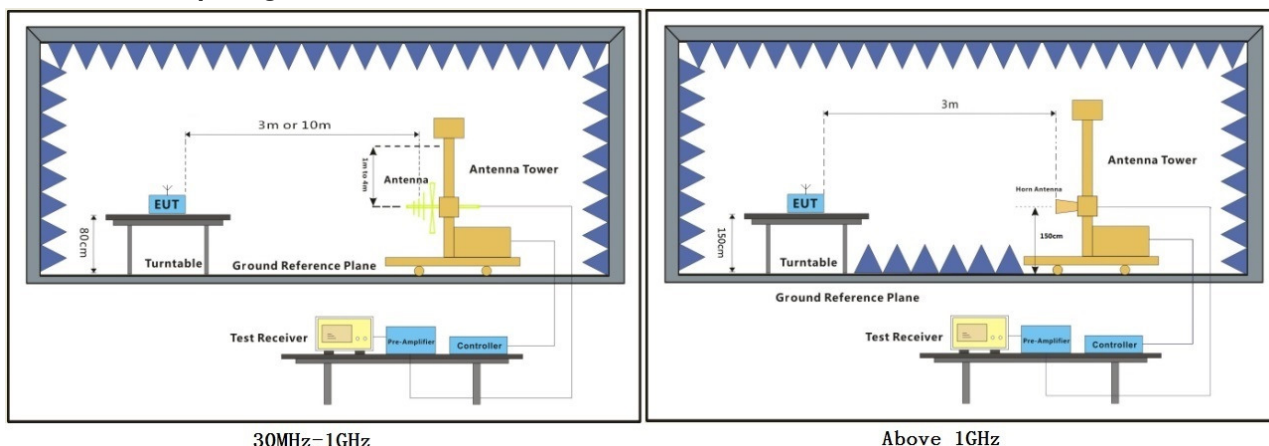 3m or 10m
1m to 4m
Antenna
Antenna Tower
EUT
80cm
Turntable
Ground Reference Plane
Test Receiver
Pre-Amplifier
Controller
30MHz-1GHz
3m
Antenna Tower
Horn Antenna
EUT
150cm
150cm
Turntable
Ground Reference Plane
Test Receiver
Pre-Amplifier
Controller
Above 1GHz